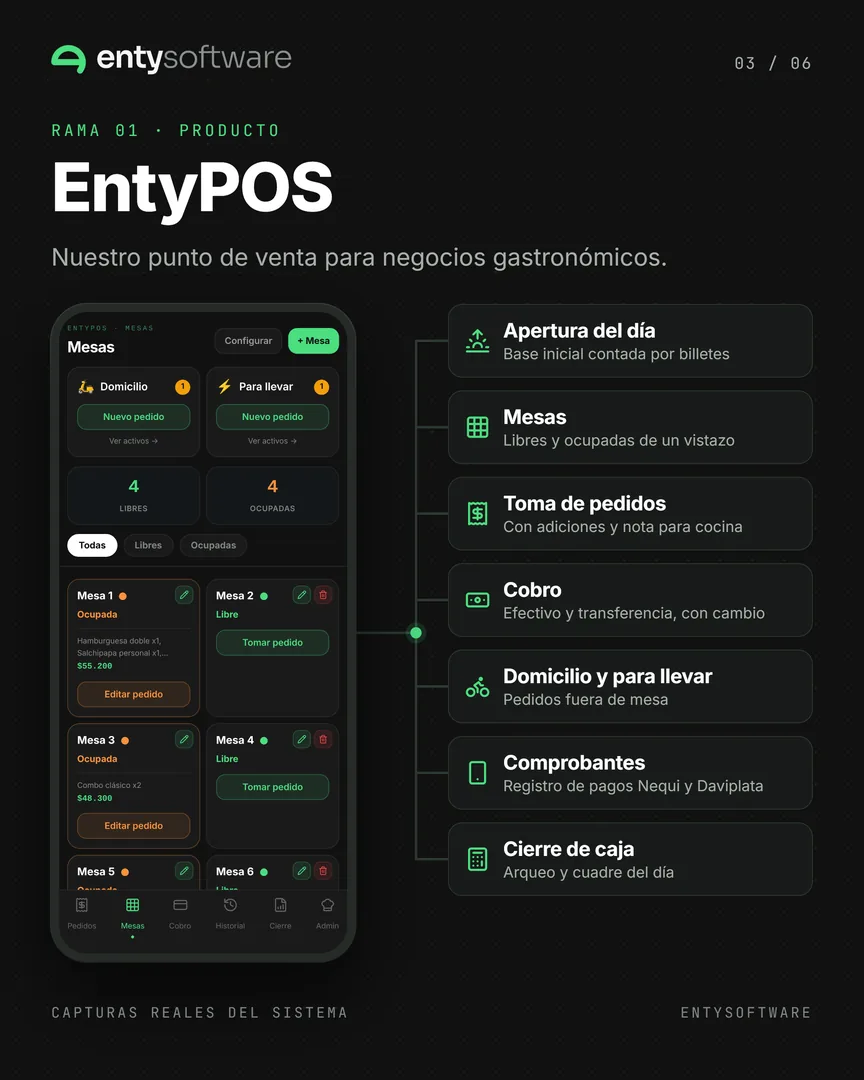 entysoftware
03 / 06
RAMA 01 · PRODUCTO
EntyPOS
Nuestro punto de venta para negocios gastronómicos.
ENTYPOS · MESAS
Mesas
Configurar
+ Mesa
Domicilio
1
Nuevo pedido
Ver activos →
Para llevar
1
Nuevo pedido
Ver activos →
4
LIBRES
4
OCUPADAS
Todas
Libres
Ocupadas
Mesa 1
Ocupada
Hamburguesa doble x1,
Salchipapa personal x1,...
$55.200
Editar pedido
Mesa 2
Libre
Tomar pedido
Mesa 3
Ocupada
Combo clásico x2
$48.300
Editar pedido
Mesa 4
Libre
Tomar pedido
Mesa 5
Ocupada
Mesa 6
Libre
Pedidos
Mesas
Cobro
Historial
Cierre
Admin
Apertura del día
Base inicial contada por billetes
Mesas
Libres y ocupadas de un vistazo
Toma de pedidos
Con adiciones y nota para cocina
Cobro
Efectivo y transferencia, con cambio
Domicilio y para llevar
Pedidos fuera de mesa
Comprobantes
Registro de pagos Nequi y Daviplata
Cierre de caja
Arqueo y cuadre del día
CAPTURAS REALES DEL SISTEMA
ENTYSOFTWARE